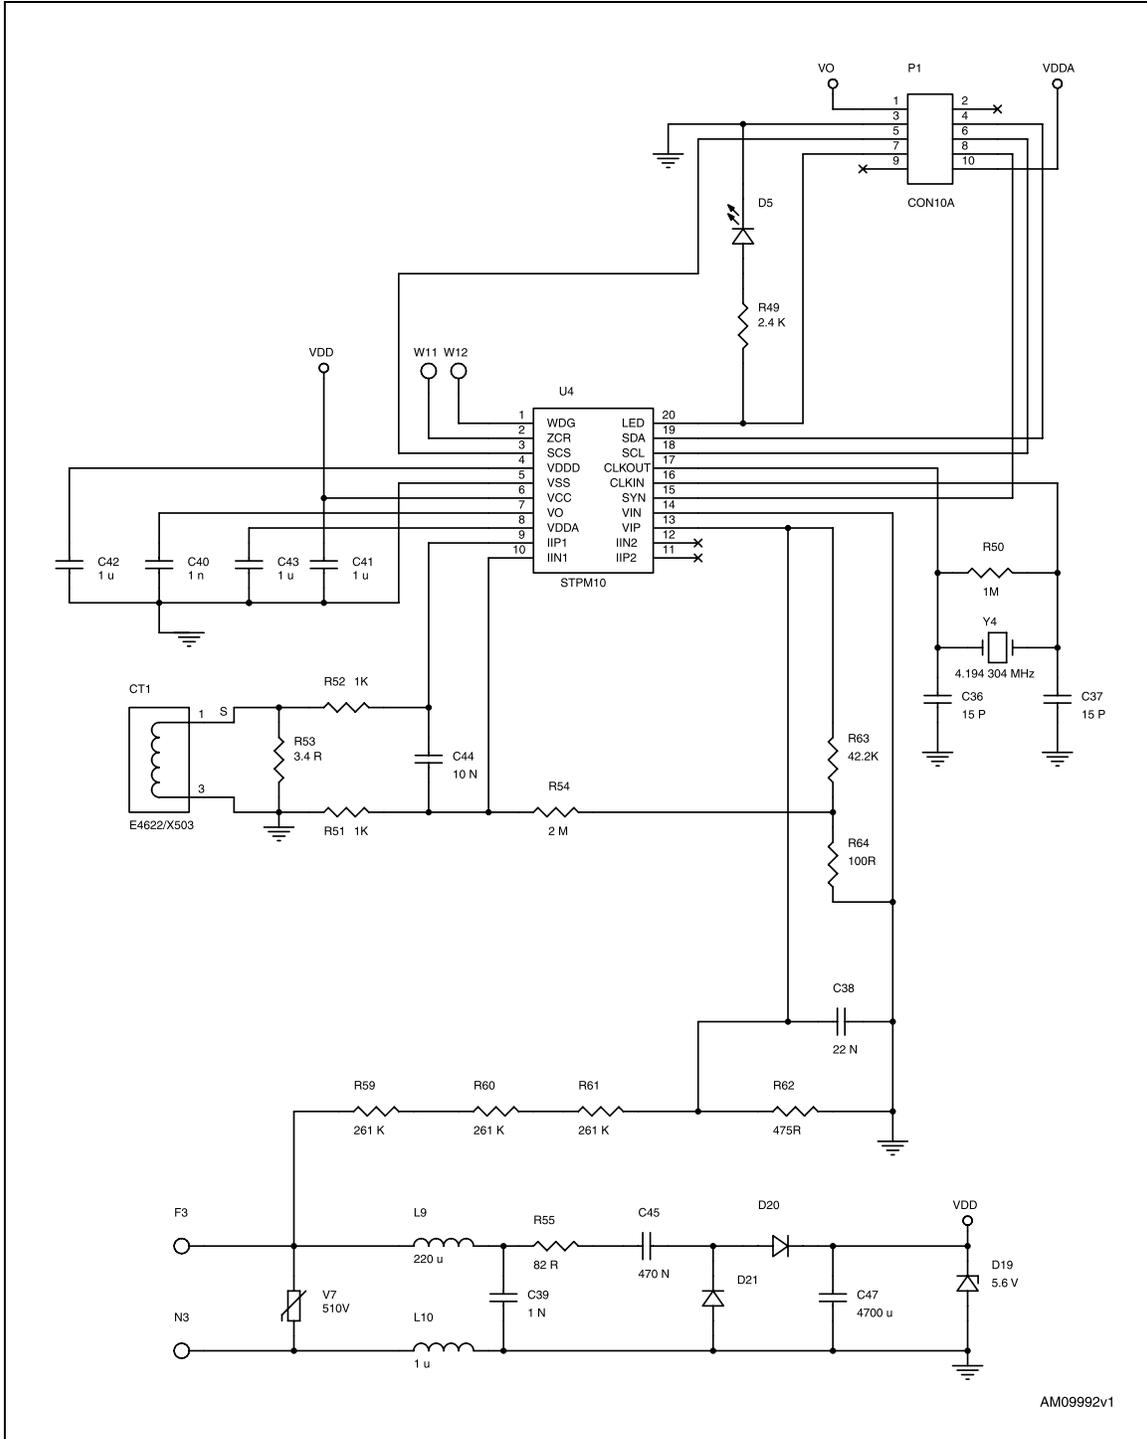 VO P1 VDDA
1 2
3 4
5 6
7 8
9 10
CON10A
D5
R49
2.4 K
VDD W11 W12
U4
1 WDG LED 20
2 ZCR SDA 19
3 SCS SCL 18
4 VDDD CLKOUT 17
5 VSS CLKIN 16
6 VCC SYN 15
7 VO VIN 14
8 VDDA VIP 13
9 IIP1 IIN2 12
10 IIN1 IIP2 11
STPM10
C42
1 u
C40
1 n
C43
1 u
C41
1 u
R50
1M
Y4
4.194 304 MHz
C36
15 P
C37
15 P
CT1
1 S
3
E4622/X503
R52 1K
R53
3.4 R
R51 1K
C44
10 N
R54
2 M
R63
42.2K
R64
100R
C38
22 N
R59
261 K
R60
261 K
R61
261 K
R62
475R
F3
N3
V7
510V
L9
220 u
L10
1 u
R55
82 R
C39
1 N
C45
470 N
D20
D21
C47
4700 u
VDD
D19
5.6 V
AM09992v1